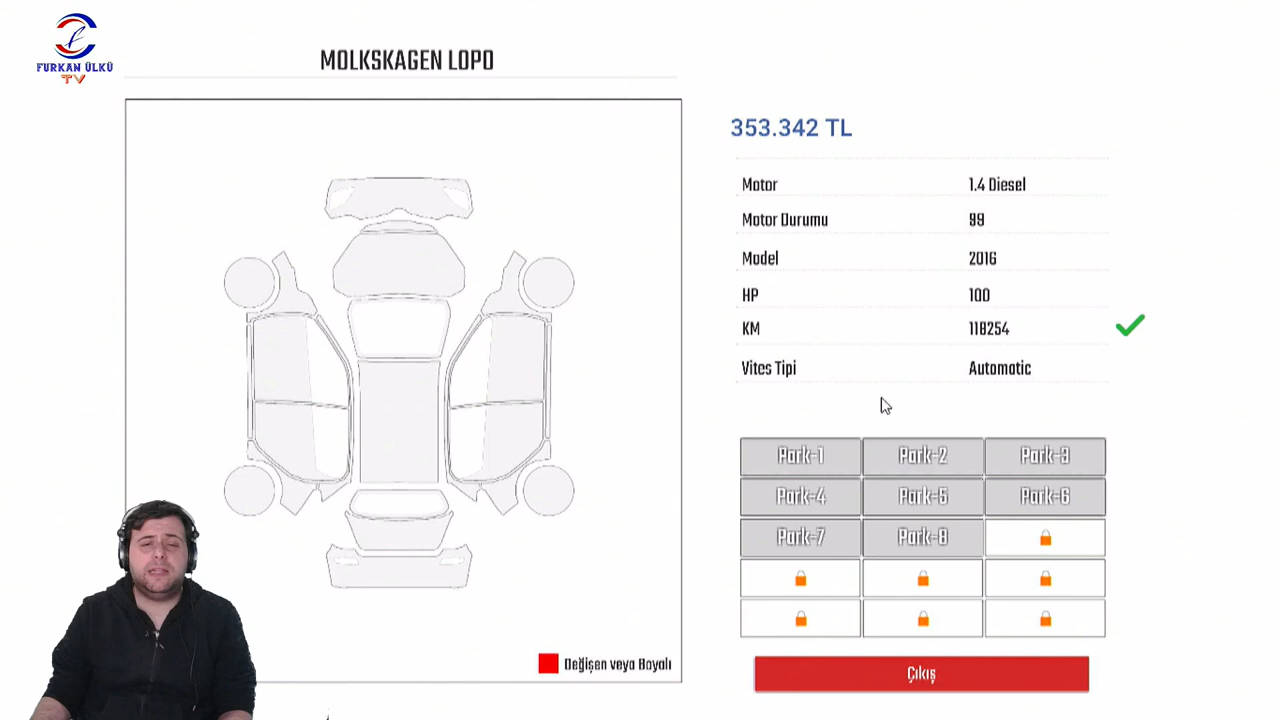 FURKAN ÜLKÜ
TV
MOLKSKAGEN LOPO
353.342 TL
Motor 1.4 Diesel
Motor Durumu 99
Model 2016
HP 100
KM 118254
Vites Tipi Automatic
Park-1 Park-2 Park-3
Park-4 Park-5 Park-6
Park-7 Park-8
Değişen veya Boyalı
Çıkış